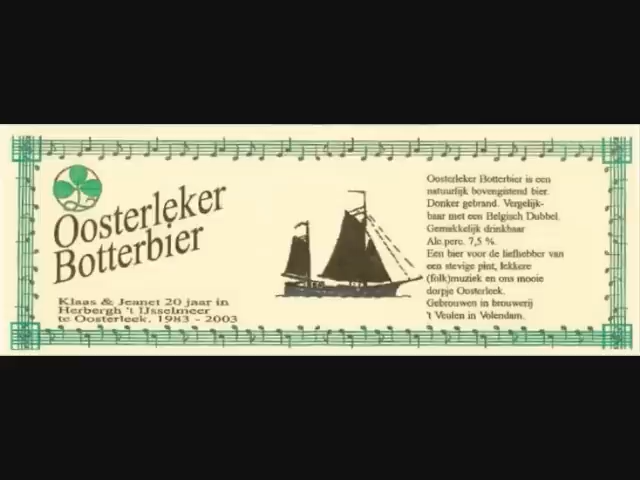 Oosterleker
Botterbier
Klaas & Jeanet 20 jaar in
Herbergh 't IJsselmeer
te Oosterleek, 1983 - 2003
Oosterleker Botterbier is een
natuurlijk bovengistend bier.
Donker gebrand. Vergelijk-
baar met een Belgisch Dubbel.
Gemakkelijk drinkbaar
Alc.perc. 7,5 %.
Een bier voor de liefhebber van
een stevige pint, lekkere
(folk)muziek en ons mooie
dorpje Oosterleek.
Gebrouwen in brouwerij
't Veulen in Volendam.